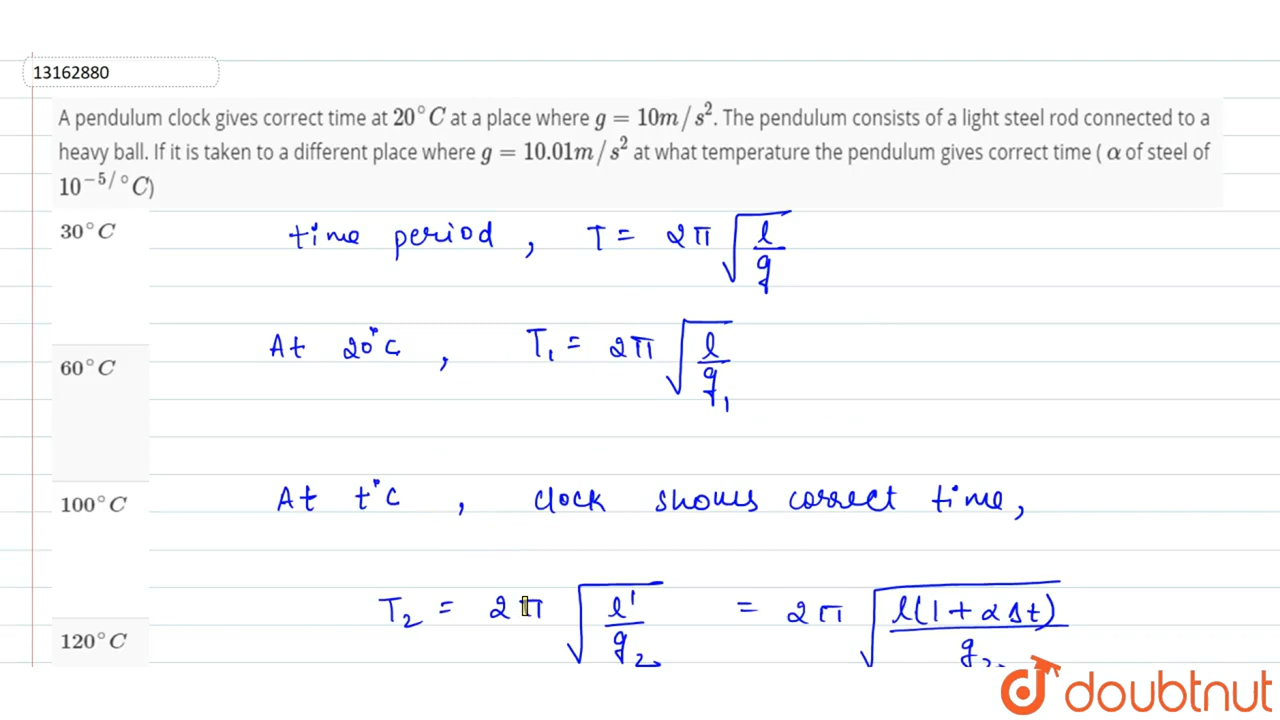 13162880
A pendulum clock gives correct time at 20°C at a place where g = 10m/s². The pendulum consists of a light steel rod connected to a
heavy ball. If it is taken to a different place where g = 10.01m/s² at what temperature the pendulum gives correct time ( α of steel of
10^{-5/°}C)
30°C
time period, T = 2π√(l/g)
At 20°C, T₁ = 2π√(l/g₁)
60°C
100°C
At t°C, clock shows correct time,
T₂ = 2π√(l'/g₂) = 2π√(l(1+αΔt)/g₂)
120°C
doubtnut